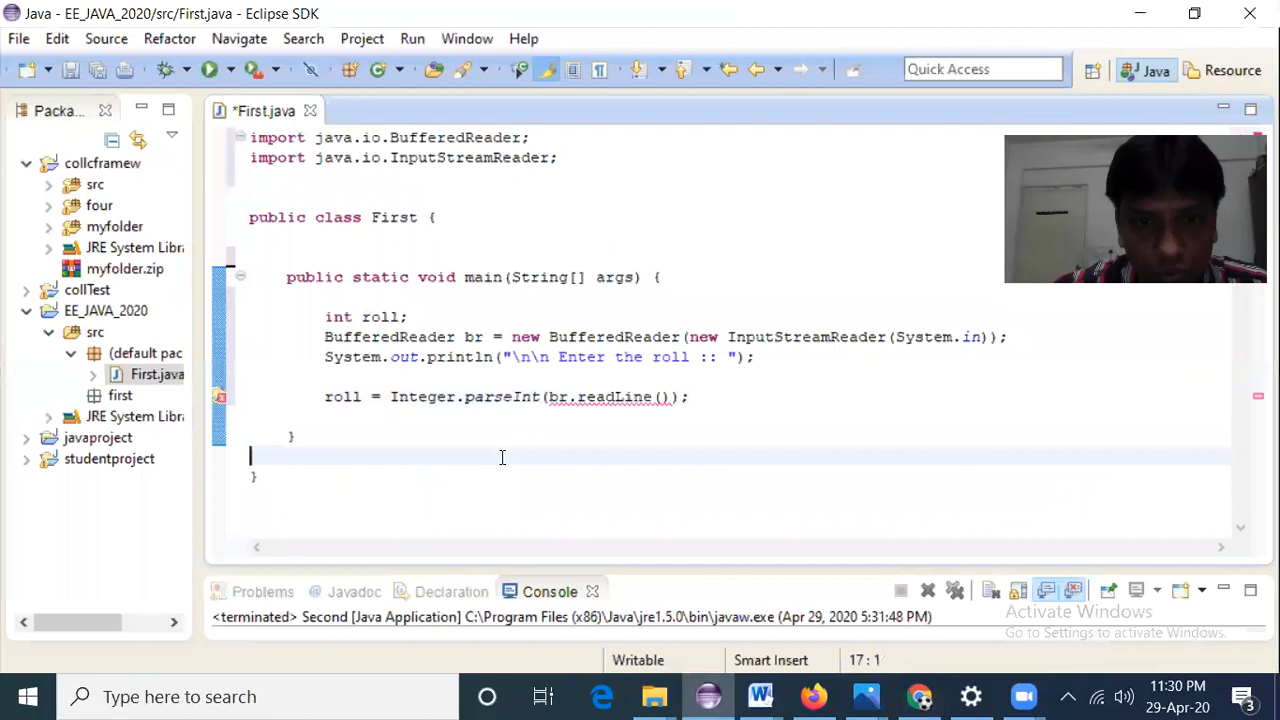 Java - EE_JAVA_2020/src/First.java - Eclipse SDK
File Edit Source Refactor Navigate Search Project Run Window Help
Quick Access
Java
Resource
Packa...
*First.java
collcframew
src
four
myfolder
JRE System Libra
myfolder.zip
collTest
EE_JAVA_2020
src
(default pac
First.java
first
JRE System Libra
javaproject
studentproject
import java.io.BufferedReader;
import java.io.InputStreamReader;
public class First {
public static void main(String[] args) {
int roll;
BufferedReader br = new BufferedReader(new InputStreamReader(System.in));
System.out.println("\n\n Enter the roll :: ");
roll = Integer.parseInt(br.readLine());
}
}
Problems @ Javadoc Declaration Console
<terminated> Second [Java Application] C:\Program Files (x86)\Java\jre1.5.0\bin\javaw.exe (Apr 29, 2020 5:31:48 PM)
Activate Windows
Go to Settings to activate Windows.
Writable Smart Insert 17 : 1
Type here to search
11:30 PM
29-Apr-20
3